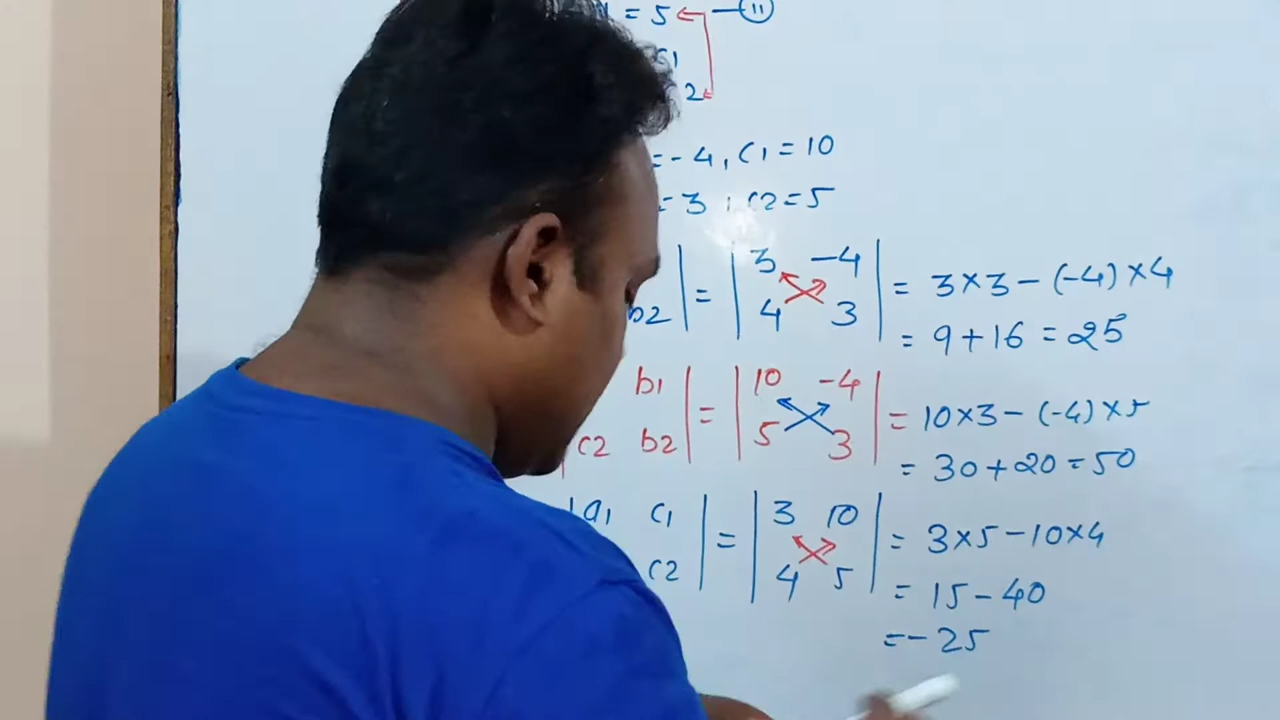 = 5 ← — 11
C1
2
= -4, C1 = 10
= 3, C2 = 5
b2 | = | 3 -4 | = 3×3 - (-4)×4
4 3
= 9 + 16 = 25
b1 | = | 10 -4 | = 10×3 - (-4)×5
C2 b2 5 3
= 30 + 20 = 50
a1 C1 | = | 3 10 | = 3×5 - 10×4
C2 4 5
= 15 - 40
= - 25